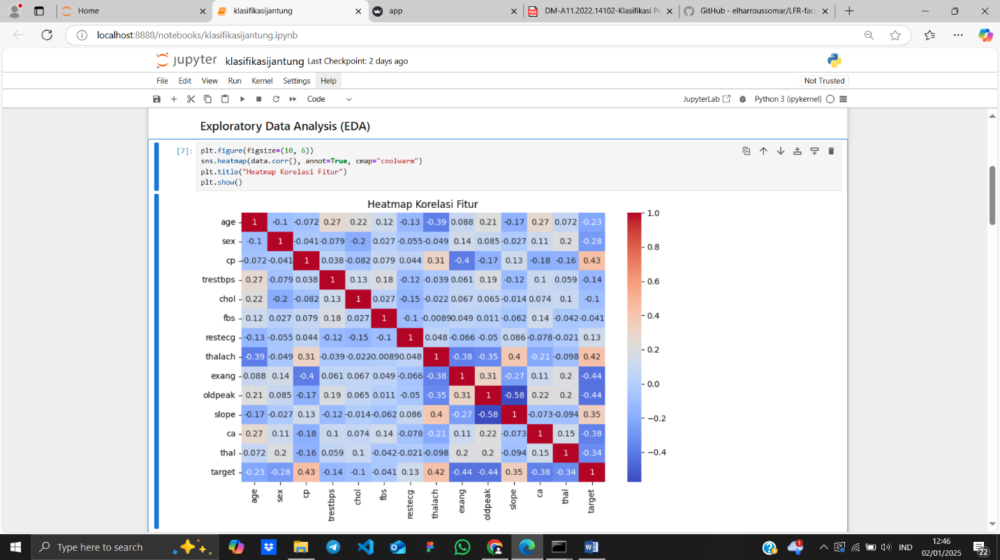 Home
klasifikasijantung
app
DM-A11.2022.14102-Klasifikasi Pe
GitHub - elharroussomar/LFR-face
localhost:8888/notebooks/klasifikasijantung.ipynb
jupyter klasifikasijantung Last Checkpoint: 2 days ago
File Edit View Run Kernel Settings Help
Not Trusted
Code
JupyterLab
Python 3 (ipykernel)
Exploratory Data Analysis (EDA)
[7]:
plt.figure(figsize=(10, 6))
sns.heatmap(data.corr(), annot=True, cmap="coolwarm")
plt.title("Heatmap Korelasi Fitur")
plt.show()
Heatmap Korelasi Fitur
age 1 -0.1 -0.072 0.27 0.22 0.12 -0.13 -0.39 0.088 0.21 -0.17 0.27 0.072 -0.23
sex -0.1 1 -0.041 -0.079 -0.2 0.027 -0.055 -0.049 0.14 0.085 -0.027 0.11 0.2 -0.28
cp -0.072 -0.041 1 0.038 -0.082 0.079 0.044 0.31 -0.4 -0.17 0.13 -0.18 -0.16 0.43
trestbps 0.27 -0.079 0.038 1 0.13 0.18 -0.12 -0.039 0.061 0.19 -0.12 0.1 0.059 -0.14
chol 0.22 -0.2 -0.082 0.13 1 0.027 -0.15 -0.022 0.067 0.065 -0.014 0.074 0.1 -0.1
fbs 0.12 0.027 0.079 0.18 0.027 1 -0.1 -0.0089 0.049 0.011 -0.062 0.14 -0.042 -0.041
restecg -0.13 -0.055 0.044 -0.12 -0.15 -0.1 1 0.048 -0.066 -0.05 0.086 -0.078 -0.021 0.13
thalach -0.39 -0.049 0.31 -0.039 -0.022 -0.0089 0.048 1 -0.38 -0.35 0.4 -0.21 -0.098 0.42
exang 0.088 0.14 -0.4 0.061 0.067 0.049 -0.066 -0.38 1 0.31 -0.27 0.11 0.2 -0.44
oldpeak 0.21 0.085 -0.17 0.19 0.065 0.011 -0.05 -0.35 0.31 1 -0.58 0.22 0.2 -0.44
slope -0.17 -0.027 0.13 -0.12 -0.014 -0.062 0.086 0.4 -0.27 -0.58 1 -0.073 -0.094 0.35
ca 0.27 0.11 -0.18 0.1 0.074 0.14 -0.078 -0.21 0.11 0.22 -0.073 1 0.15 -0.38
thal 0.072 0.2 -0.16 0.059 0.1 -0.042 -0.021 -0.098 0.2 0.2 -0.094 0.15 1 -0.34
target -0.23 -0.28 0.43 -0.14 -0.1 -0.041 0.13 0.42 -0.44 -0.44 0.35 -0.38 -0.34 1
age sex cp trestbps chol fbs restecg thalach exang oldpeak slope ca thal target
1.0
0.8
0.6
0.4
0.2
0.0
−0.2
−0.4
Type here to search
IND
12:46
02/01/2025
22